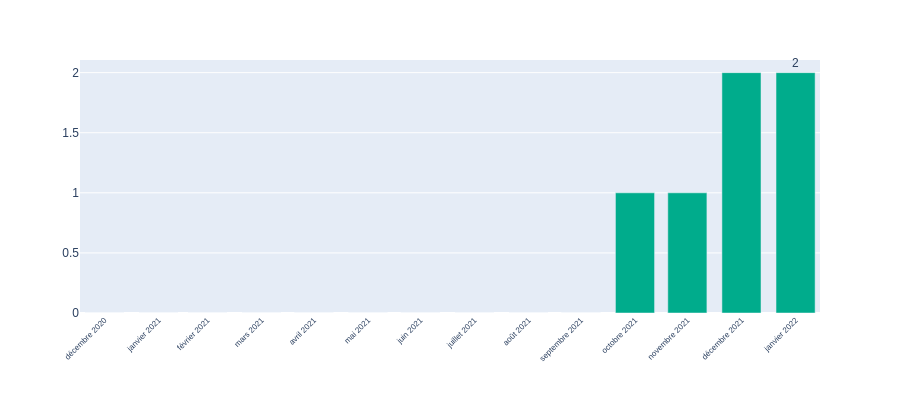 2
2
1.5
1
0.5
0
décembre 2020
janvier 2021
février 2021
mars 2021
avril 2021
mai 2021
juin 2021
juillet 2021
août 2021
septembre 2021
octobre 2021
novembre 2021
décembre 2021
janvier 2022